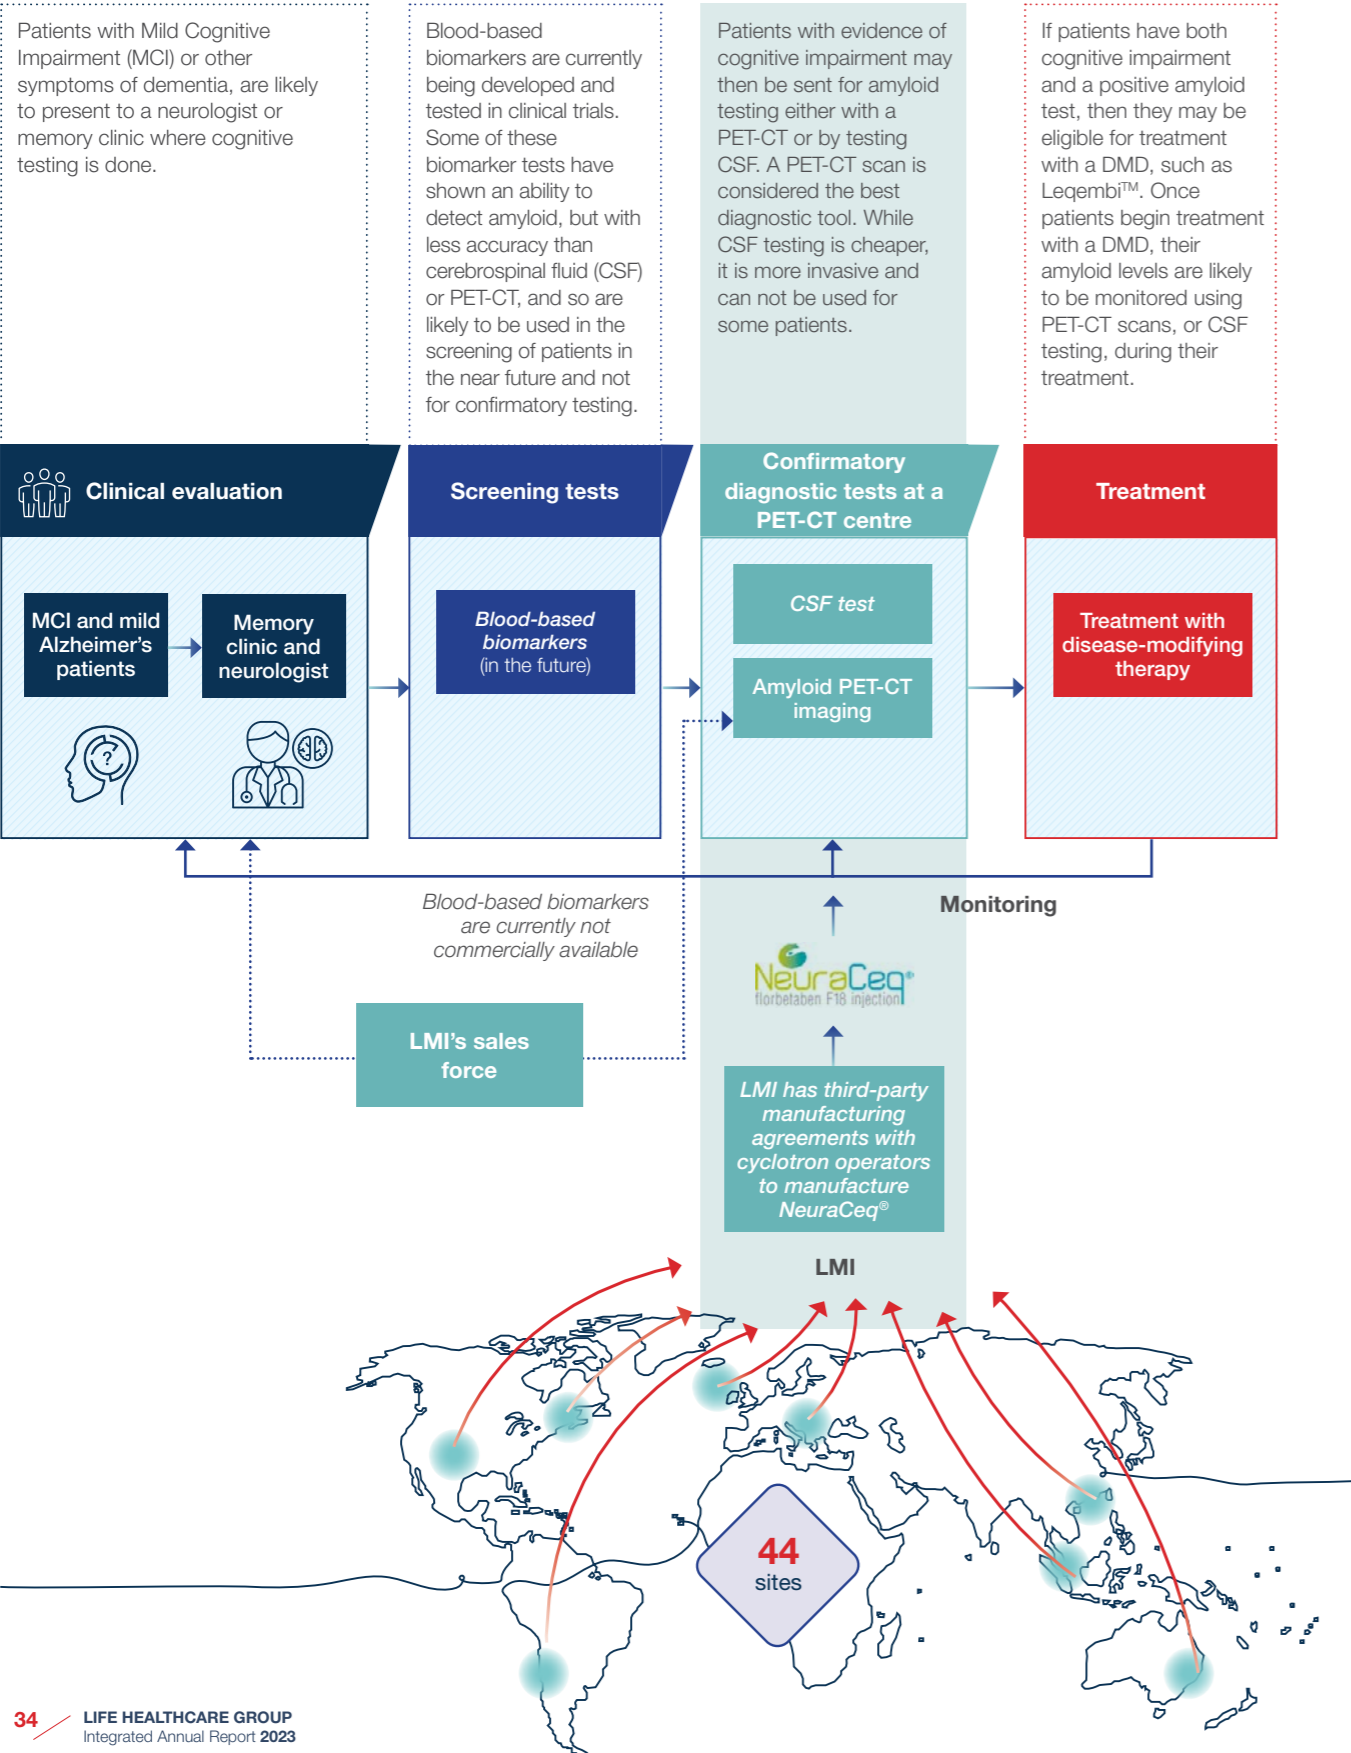 Patients with Mild Cognitive
Impairment (MCI) or other
symptoms of dementia, are likely
to present to a neurologist or
memory clinic where cognitive
testing is done.
Blood-based
biomarkers are currently
being developed and
tested in clinical trials.
Some of these
biomarker tests have
shown an ability to
detect amyloid, but with
less accuracy than
cerebrospinal fluid (CSF)
or PET-CT, and so are
likely to be used in the
screening of patients in
the near future and not
for confirmatory testing.
Patients with evidence of
cognitive impairment may
then be sent for amyloid
testing either with a
PET-CT or by testing
CSF. A PET-CT scan is
considered the best
diagnostic tool. While
CSF testing is cheaper,
it is more invasive and
can not be used for
some patients.
If patients have both
cognitive impairment
and a positive amyloid
test, then they may be
eligible for treatment
with a DMD, such as
Leqembi™. Once
patients begin treatment
with a DMD, their
amyloid levels are likely
to be monitored using
PET-CT scans, or CSF
testing, during their
treatment.
Clinical evaluation
Screening tests
Confirmatory
diagnostic tests at a
PET-CT centre
Treatment
MCI and mild
Alzheimer's
patients
Memory
clinic and
neurologist
?
Blood-based
biomarkers
(in the future)
CSF test
Amyloid PET-CT
imaging
Treatment with
disease-modifying
therapy
Blood-based biomarkers
are currently not
commercially available
Monitoring
NeuraCeq®
florbetaben F18 injection
LMI's sales
force
LMI has third-party
manufacturing
agreements with
cyclotron operators
to manufacture
NeuraCeq®
LMI
44
sites
34
LIFE HEALTHCARE GROUP
Integrated Annual Report 2023